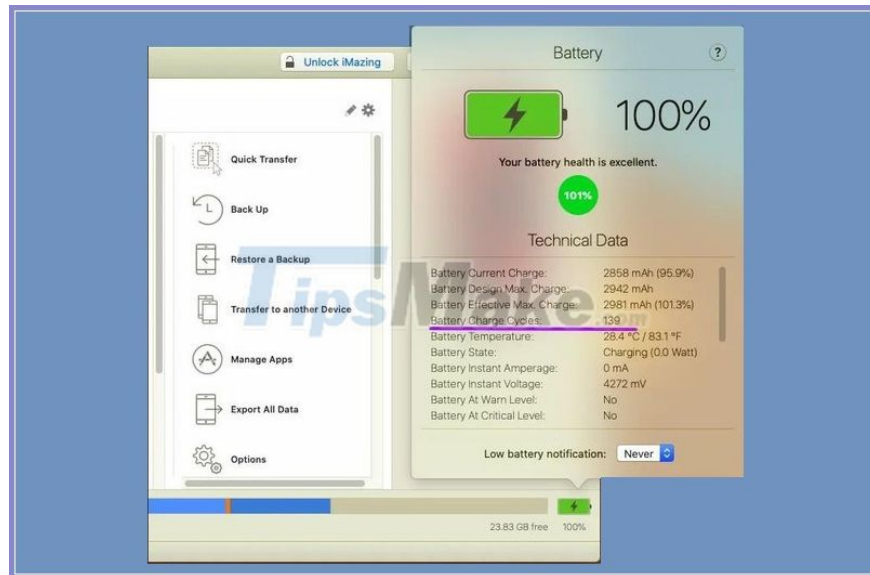 Unlock iMazing
Quick Transfer
Back Up
Restore a Backup
Transfer to another Device
Manage Apps
Export All Data
Options
23.83 GB free 100%
Battery ?
100%
Your battery health is excellent.
101%
Technical Data
Battery Current Charge: 2858 mAh (95.9%)
Battery Design Max. Charge: 2942 mAh
Battery Effective Max. Charge: 2981 mAh (101.3%)
Battery Charge Cycles: 139
Battery Temperature: 28.4 °C / 83.1 °F
Battery State: Charging (0.0 Watt)
Battery Instant Amperage: 0 mA
Battery Instant Voltage: 4272 mV
Battery At Warn Level: No
Battery At Critical Level: No
Low battery notification: Never
TipsMake.com